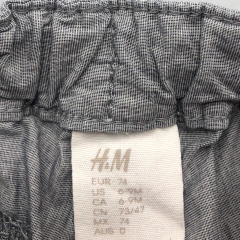 H&M
EUR 74
US 6-9M
CA 6-9M
CN 73/47
MX 74
AUS 0